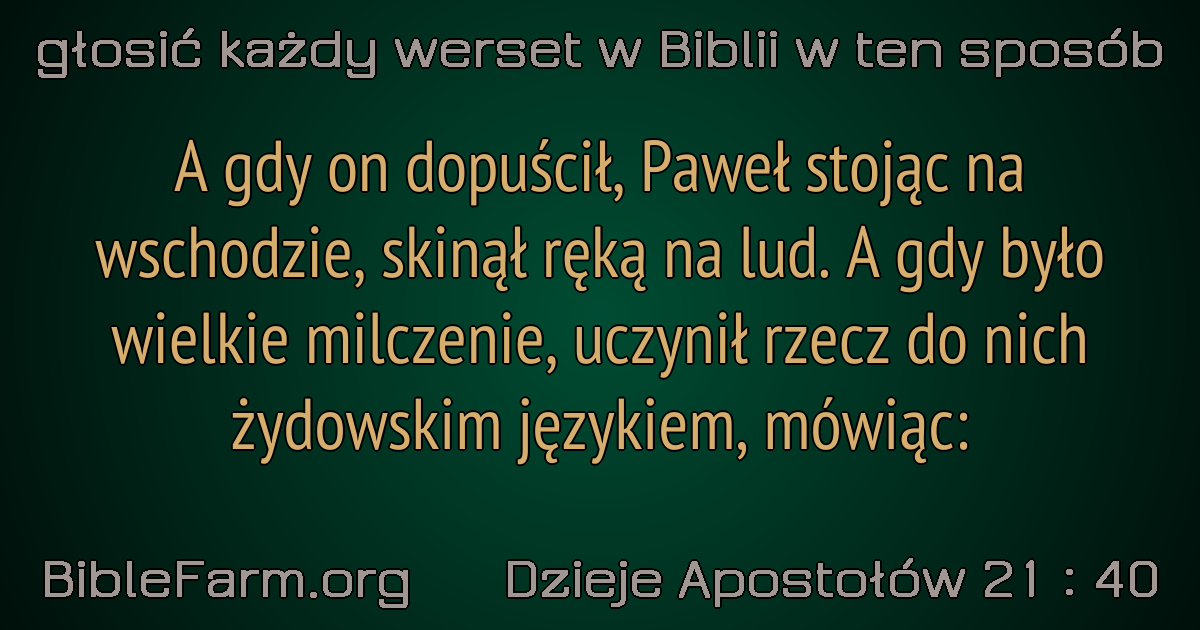 głosić każdy werset w Biblii w ten sposób
A gdy on dopuścił, Paweł stojąc na
wschodzie, skinął ręką na lud. A gdy było
wielkie milczenie, uczynił rzecz do nich
żydowskim językiem, mówiąc:
BibleFarm.org
Dzieje Apostołów 21 : 40